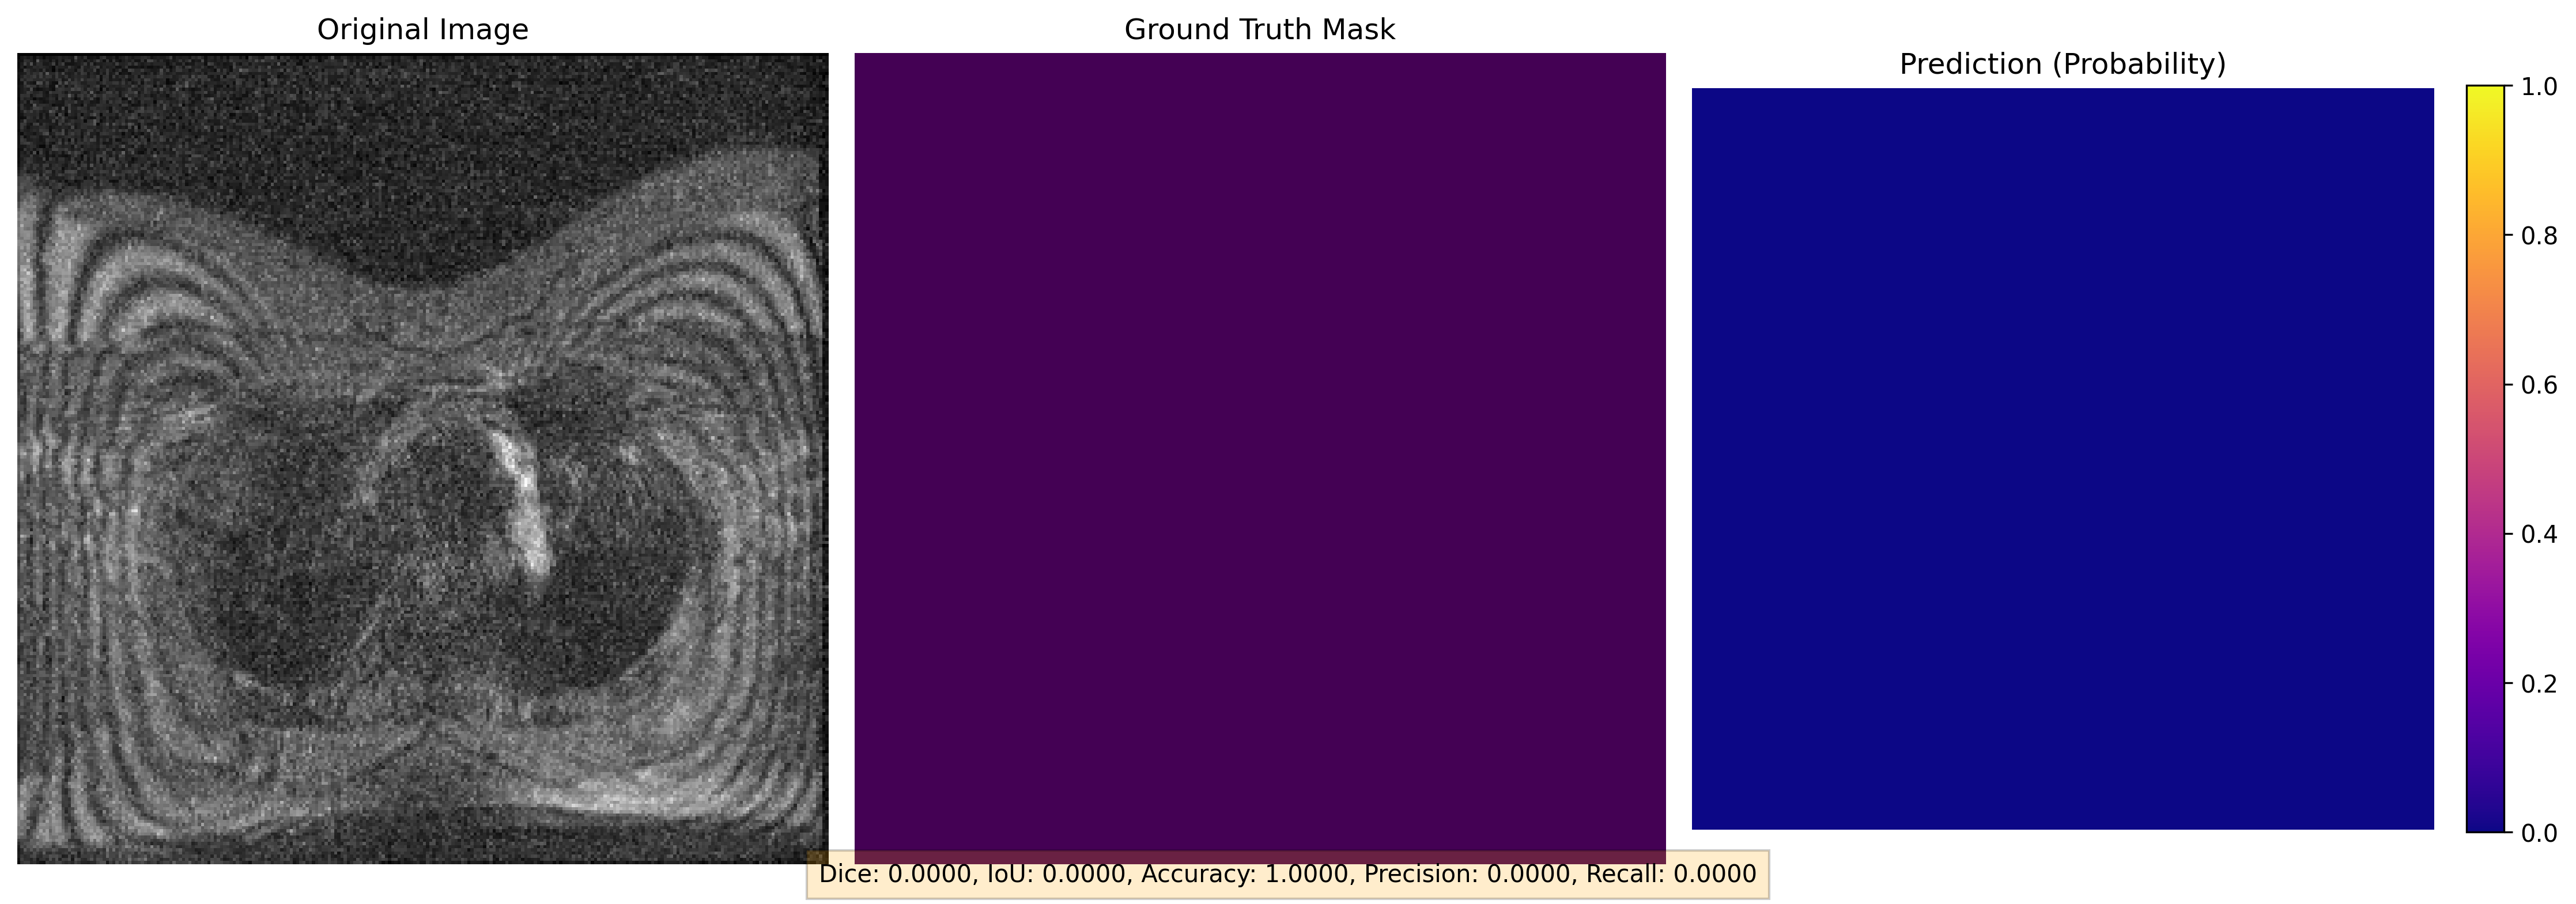 Original Image
Ground Truth Mask
Prediction (Probability)
1.0
0.8
0.6
0.4
0.2
0.0
Dice: 0.0000, IoU: 0.0000, Accuracy: 1.0000, Precision: 0.0000, Recall: 0.0000